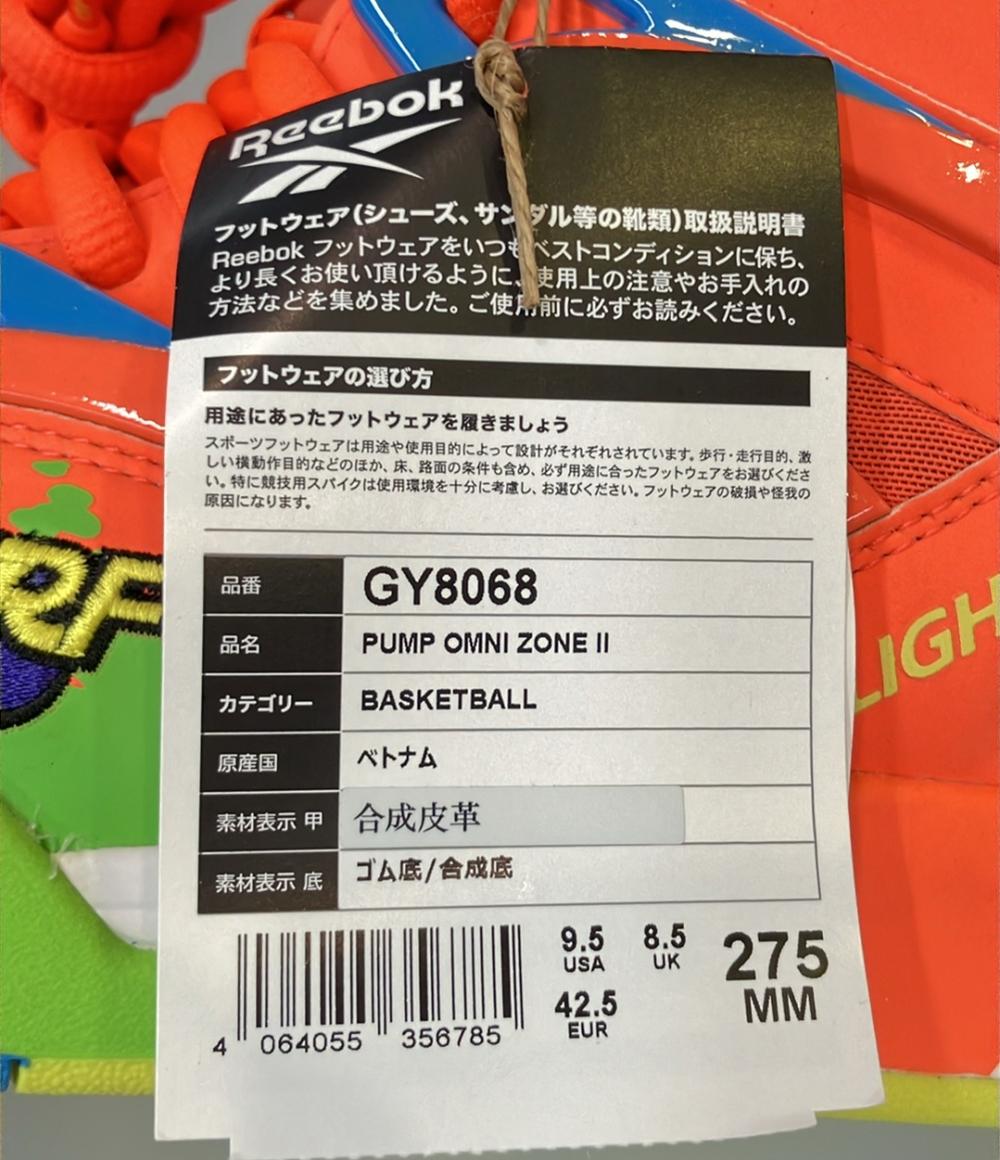 Reebok
フットウェア(シューズ、サンダル等の靴類)取扱説明書
Reebok フットウェアをいつもベストコンディションに保ち、
より長くお使い頂けるように、使用上の注意やお手入れの
方法などを集めました。ご使用前に必ずお読みください。
フットウェアの選び方
用途にあったフットウェアを履きましょう
スポーツフットウェアは用途や使用目的によって設計がそれぞれされています。歩行・走行目的、激
しい横動作目的などのほか、床、路面の条件も含め、必ず用途に合ったフットウェアをお選びくださ
い。特に競技用スパイクは使用環境を十分に考慮し、お選びください。フットウェアの破損や怪我の
原因になります。
品番 GY8068
品名 PUMP OMNI ZONE II
カテゴリー BASKETBALL
原産国 ベトナム
素材表示 甲 合成皮革
素材表示 底 ゴム底/合成底
9.5 8.5 275
USA UK MM
42.5
EUR
4 064055 356785
LIGH